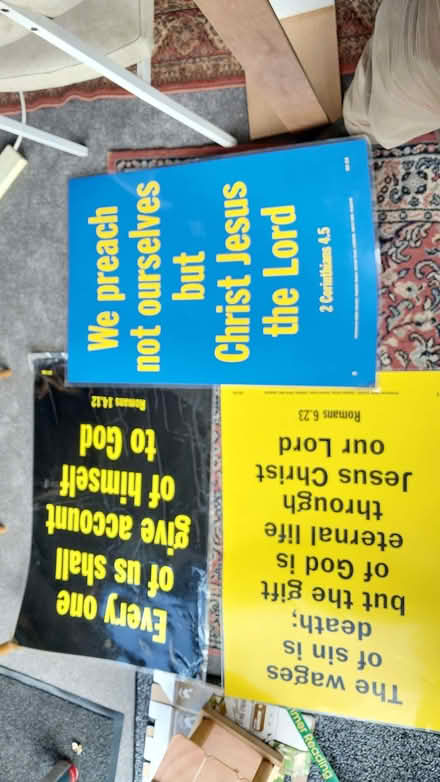 We preach
not ourselves
but
Christ Jesus
the Lord
2 Corinthians 4.5
Every one
of us shall
give account
of himself
to God
Romans 14.12
The wages
of sin is
death;
but the gift
of God is
eternal life
through
Jesus Christ
our Lord
Romans 6.23
Reading